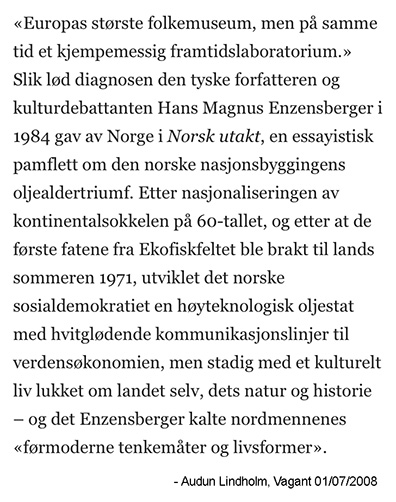 «Europas største folkemuseum, men på samme
tid et kjempemessig framtidslaboratorium.»
Slik lød diagnosen den tyske forfatteren og
kulturdebattanten Hans Magnus Enzensberger i
1984 gav av Norge i Norsk utakt, en essayistisk
pamflett om den norske nasjonsbyggingens
oljealdertriumf. Etter nasjonaliseringen av
kontinentalsokkelen på 60-tallet, og etter at de
første fatene fra Ekofiskfeltet ble brakt til lands
sommeren 1971, utviklet det norske
sosialdemokratiet en høyteknologisk oljestat
med hvitglødende kommunikasjonslinjer til
verdensøkonomien, men stadig med et kulturelt
liv lukket om landet selv, dets natur og historie
– og det Enzensberger kalte nordmennenes
«førmoderne tenkemåter og livsformer».
- Audun Lindholm, Vagant 01/07/2008